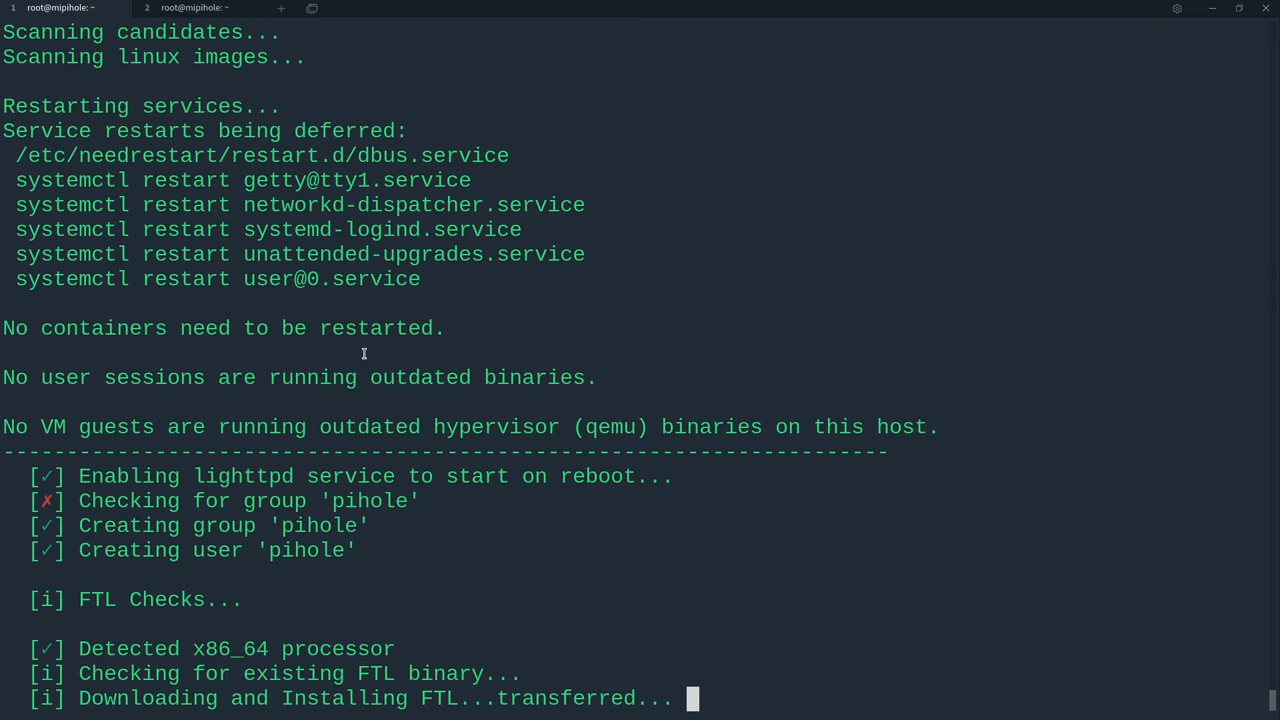 1 root@mipihole: ~ 2 root@mipihole: ~ +
Scanning candidates...
Scanning linux images...
Restarting services...
Service restarts being deferred:
/etc/needrestart/restart.d/dbus.service
systemctl restart getty@tty1.service
systemctl restart networkd-dispatcher.service
systemctl restart systemd-logind.service
systemctl restart unattended-upgrades.service
systemctl restart user@0.service
No containers need to be restarted.
No user sessions are running outdated binaries.
No VM guests are running outdated hypervisor (qemu) binaries on this host.
----------------------------------------------------------------------
[✓] Enabling lighttpd service to start on reboot...
[✗] Checking for group 'pihole'
[✓] Creating group 'pihole'
[✓] Creating user 'pihole'
[i] FTL Checks...
[✓] Detected x86_64 processor
[i] Checking for existing FTL binary...
[i] Downloading and Installing FTL...transferred...